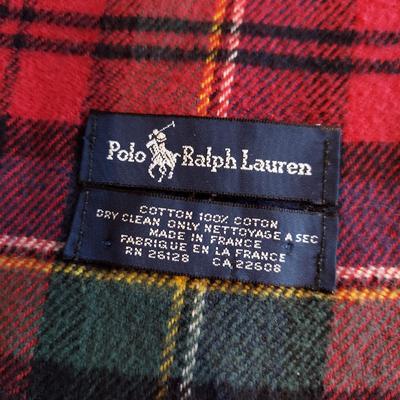 Polo Ralph Lauren
COTTON 100% COTON
DRY CLEAN ONLY NETTOYAGE A SEC
MADE IN FRANCE
FABRIQUE EN LA FRANCE
RN 26128 CA 22608